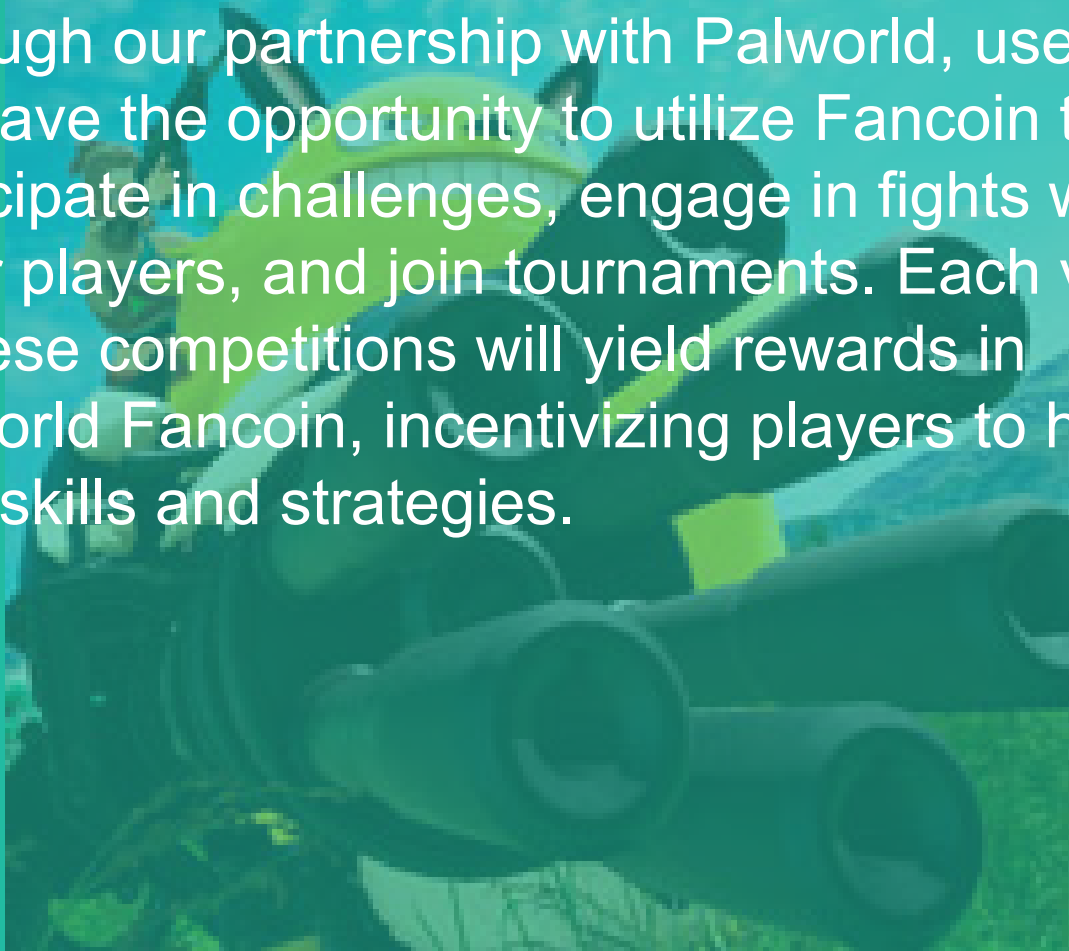 ugh our partnership with Palworld, use
ave the opportunity to utilize Fancoin t
cipate in challenges, engage in fights w
r players, and join tournaments. Each v
ese competitions will yield rewards in
orld Fancoin, incentivizing players to h
skills and strategies.